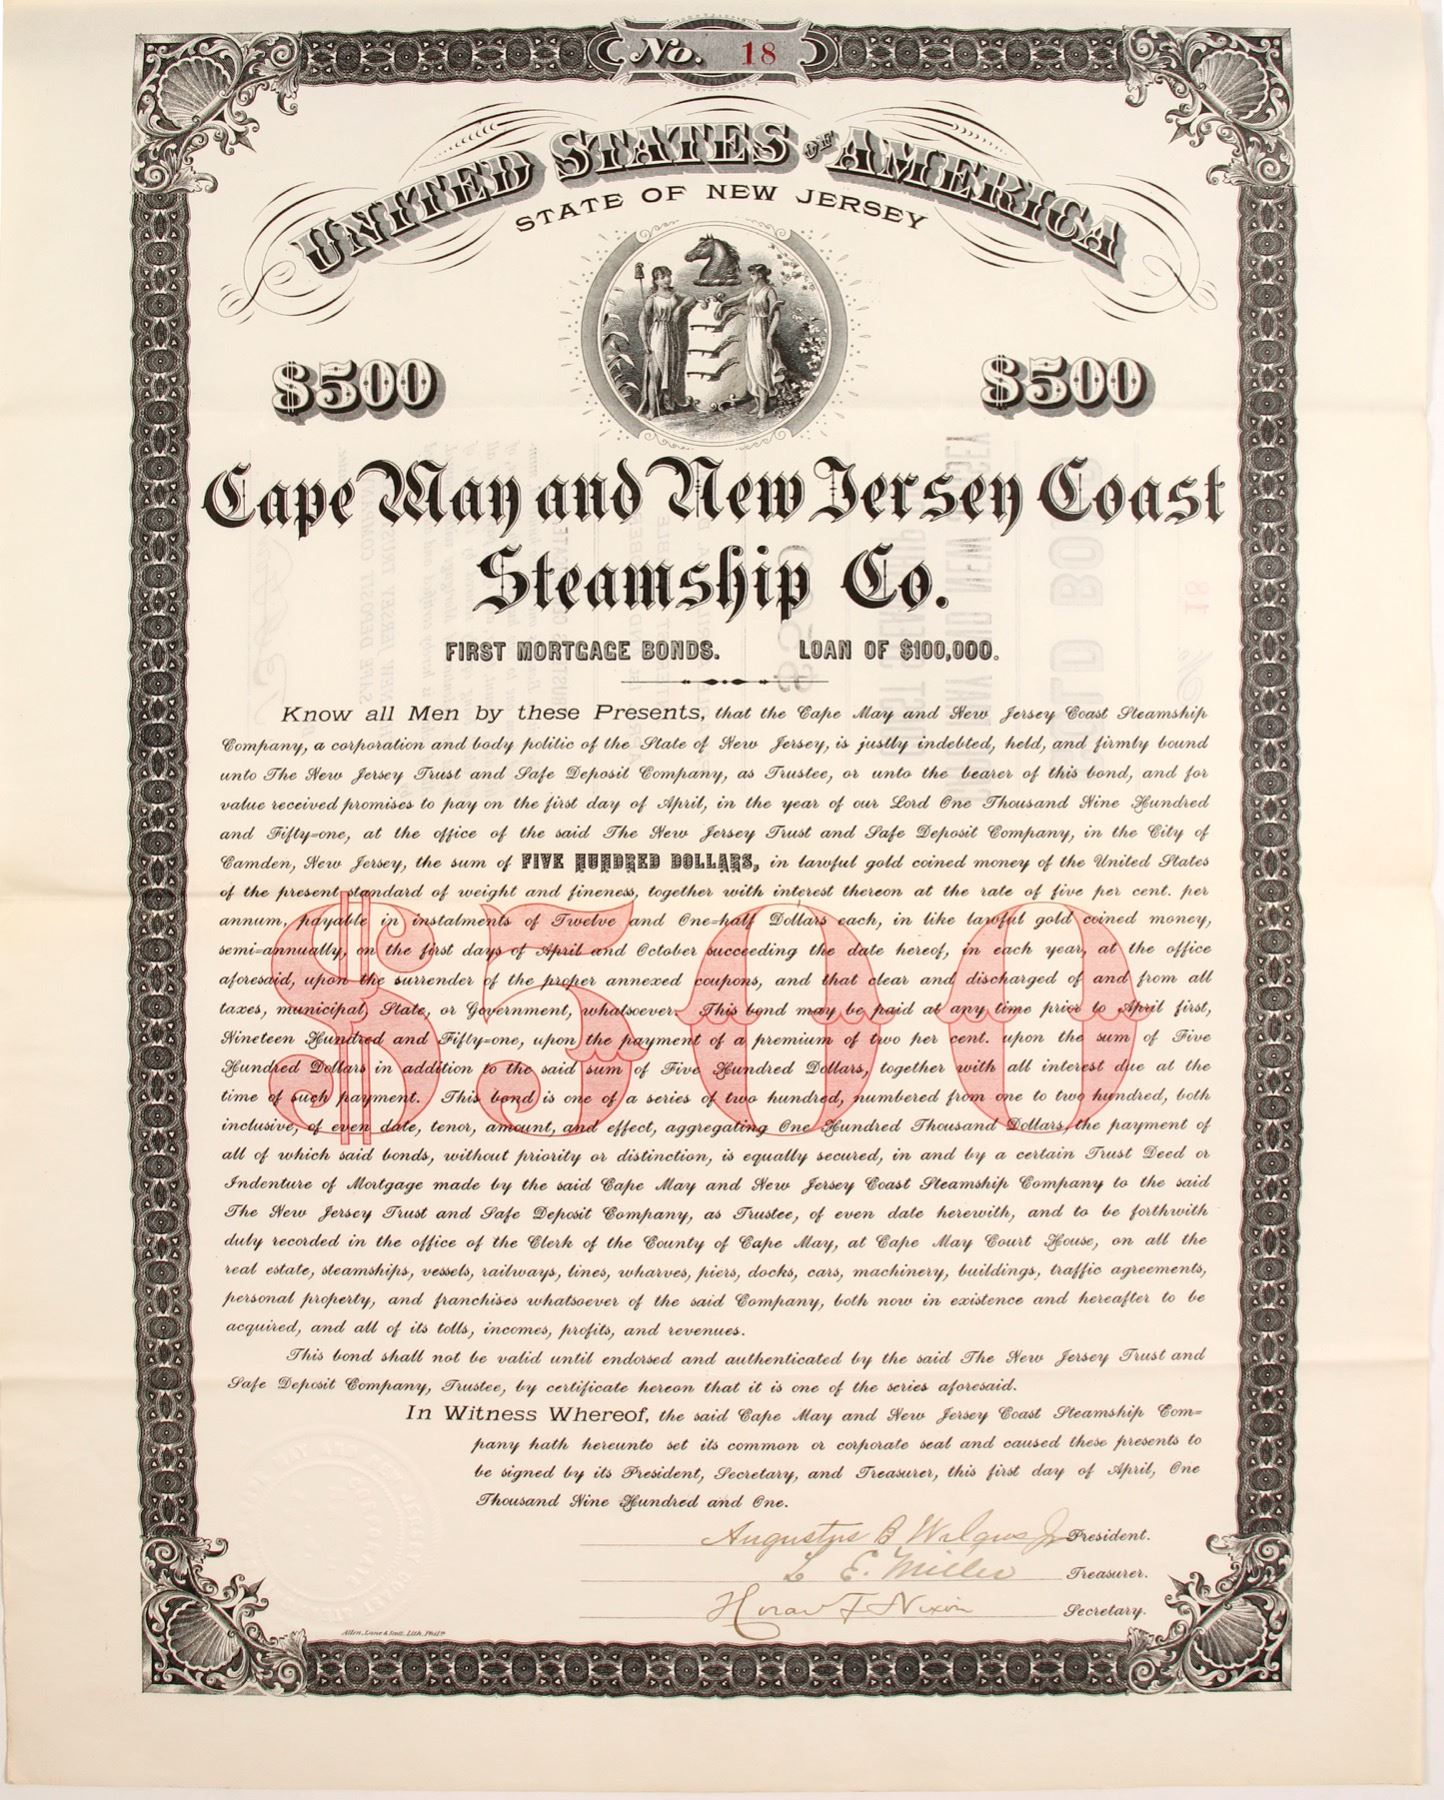 No. 18
UNITED STATES OF AMERICA
STATE OF NEW JERSEY
$500 $500
Cape May and New Jersey Coast
Steamship Co.
FIRST MORTGAGE BONDS. LOAN OF $100,000.
Know all Men by these Presents, that the Cape May and New Jersey Coast Steamship
Company, a corporation and body politic of the State of New Jersey, is justly indebted, held, and firmly bound
unto The New Jersey Trust and Safe Deposit Company, as Trustee, or unto the bearer of this bond, and for
value received promises to pay on the first day of April, in the year of our Lord One Thousand Nine Hundred
and Fifty=one, at the office of the said The New Jersey Trust and Safe Deposit Company, in the City of
Camden, New Jersey, the sum of FIVE HUNDRED DOLLARS, in lawful gold coined money of the United States
of the present standard of weight and fineness, together with interest thereon at the rate of five per cent. per
annum, payable in instalments of Twelve and One=half Dollars each, in like lawful gold coined money,
semi=annually, on the first days of April and October succeeding the date hereof, in each year, at the office
aforesaid, upon the surrender of the proper annexed coupons, and that clear and discharged of and from all
taxes, municipal, State, or Government, whatsoever. This bond may be paid at any time prior to April first,
Nineteen Hundred and Fifty=one, upon the payment of a premium of two per cent. upon the sum of Five
Hundred Dollars in addition to the said sum of Five Hundred Dollars, together with all interest due at the
time of such payment. This bond is one of a series of two hundred, numbered from one to two hundred, both
inclusive, of even date, tenor, amount, and effect, aggregating One Hundred Thousand Dollars, the payment of
all of which said bonds, without priority or distinction, is equally secured, in and by a certain Trust Deed or
Indenture of Mortgage made by the said Cape May and New Jersey Coast Steamship Company to the said
The New Jersey Trust and Safe Deposit Company, as Trustee, of even date herewith, and to be forthwith
duly recorded in the office of the Clerk of the County of Cape May, at Cape May Court House, on all the
real estate, steamships, vessels, railways, lines, wharves, piers, docks, cars, machinery, buildings, traffic agreements,
personal property, and franchises whatsoever of the said Company, both now in existence and hereafter to be
acquired, and all of its tolls, incomes, profits, and revenues.
$500
This bond shall not be valid until endorsed and authenticated by the said The New Jersey Trust and
Safe Deposit Company, Trustee, by certificate hereon that it is one of the series aforesaid.
In Witness Whereof, the said Cape May and New Jersey Coast Steamship Com=
pany hath hereunto set its common or corporate seal and caused these presents to
be signed by its President, Secretary, and Treasurer, this first day of April, One
Thousand Nine Hundred and One.
Augustus B Wilgus Jr President.
L E. Miller Treasurer.
F Nixon Secretary.
Allen, Lane & Scott, Lith. Phila.